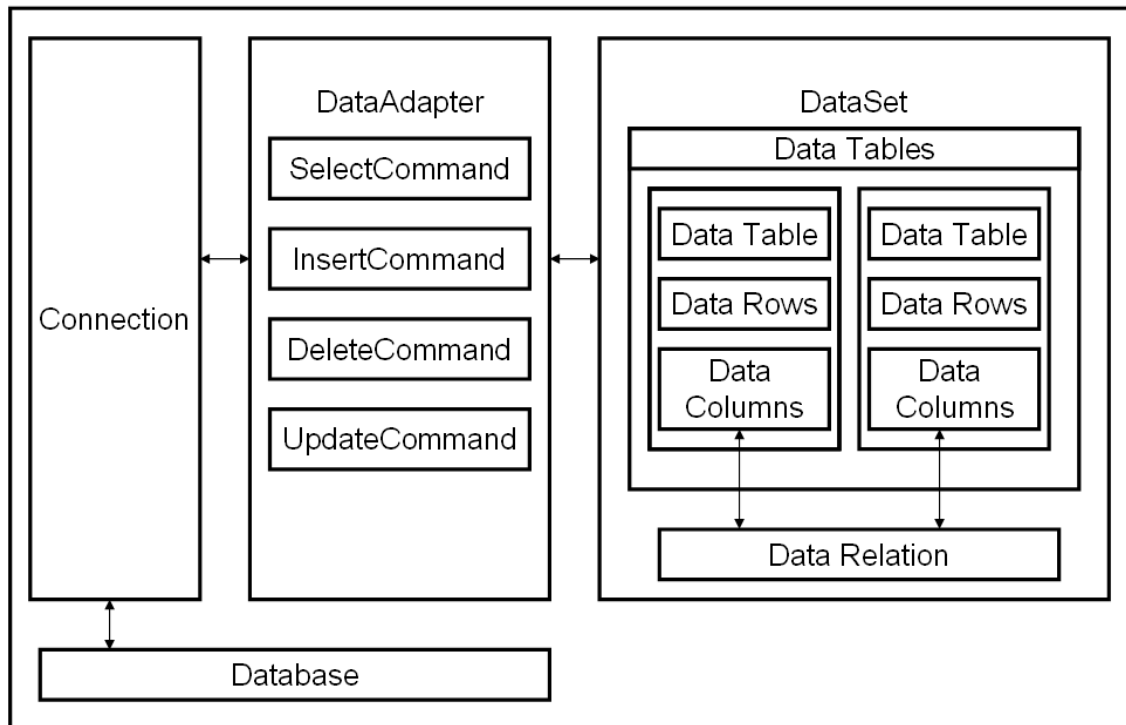 Connection
DataAdapter
SelectCommand
InsertCommand
DeleteCommand
UpdateCommand
DataSet
Data Tables
Data Table
Data Rows
Data
Columns
Data Table
Data Rows
Data
Columns
Data Relation
Database